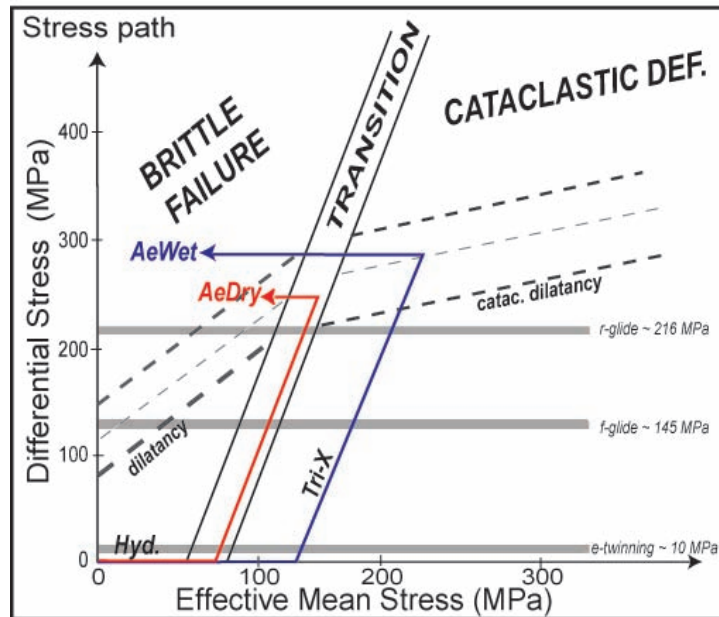 Stress path
TRANSITION
CATACLASTIC DEF.
BRITTLE
FAILURE
400
300
AeWet
AeDry
catac. dilatancy
r-glide ~ 216 MPa
200
f-glide ~ 145 MPa
dilatancy
100
Tri-X
Hyd.
e-twinning ~ 10 MPa
0
0
100
200
300
Differential Stress (MPa)
Effective Mean Stress (MPa)